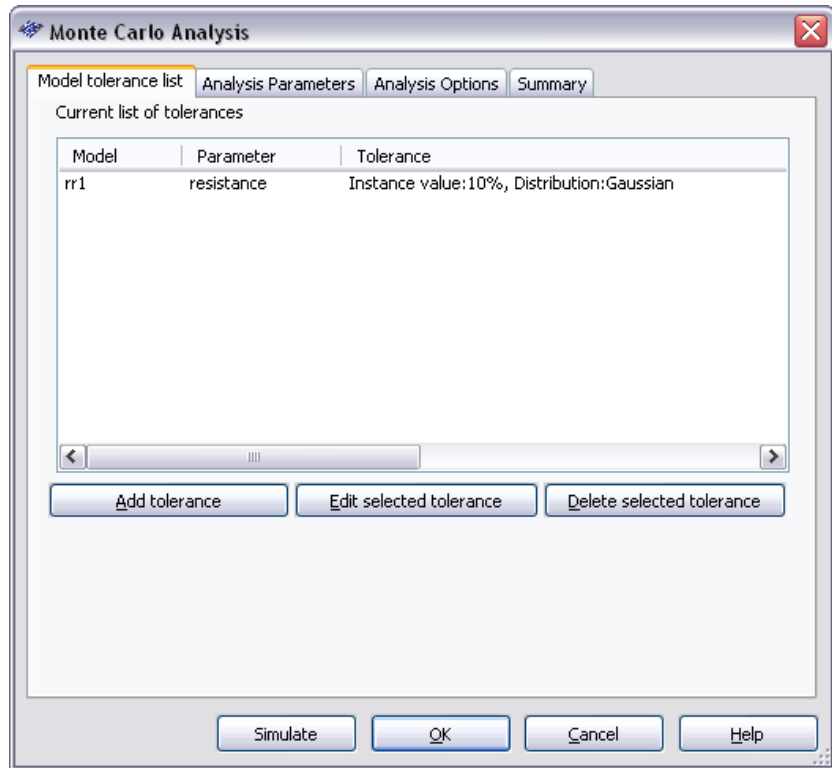 Monte Carlo Analysis
Model tolerance list Analysis Parameters Analysis Options Summary
Current list of tolerances
Model Parameter Tolerance
rr1 resistance Instance value:10%, Distribution:Gaussian
Add tolerance Edit selected tolerance Delete selected tolerance
Simulate OK Cancel Help